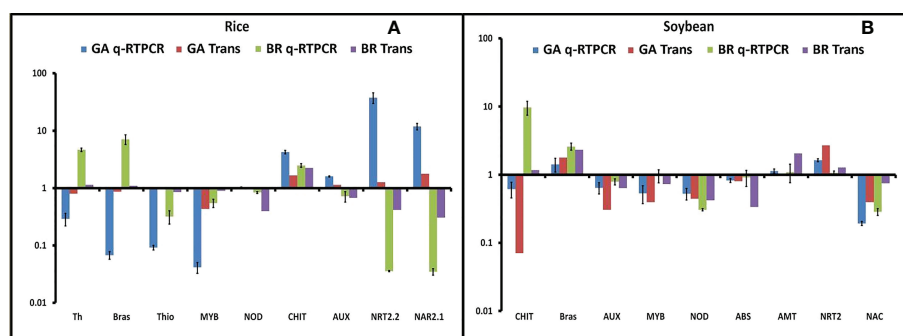 Rice
A
GA q-RTPCR GA Trans BR q-RTPCR BR Trans
100
10
1
0.1
0.01
Th Bras Thio MYB NOD CHIT AUX NRT2.2 NAR2.1
Soybean
B
GA q-RTPCR GA Trans BR q-RTPCR BR Trans
100
10
1
0.1
0.01
CHIT Bras AUX MYB NOD ABS AMT NRT2 NAC